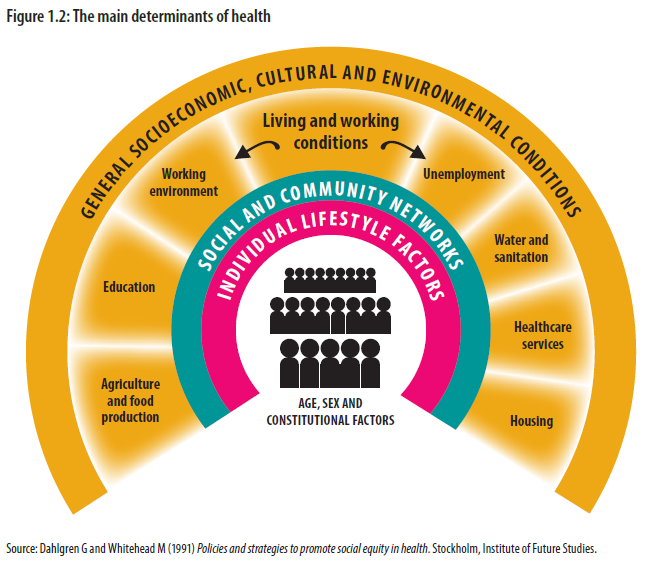 Figure 1.2: The main determinants of health
GENERAL SOCIOECONOMIC, CULTURAL AND ENVIRONMENTAL CONDITIONS
Living and working
conditions
Working
environment
Unemployment
SOCIAL AND COMMUNITY NETWORKS
INDIVIDUAL LIFESTYLE FACTORS
Education
Water and
sanitation
Agriculture
and food
production
Healthcare
services
Housing
AGE, SEX AND
CONSTITUTIONAL FACTORS
Source: Dahlgren G and Whitehead M (1991) Policies and strategies to promote social equity in health. Stockholm, Institute of Future Studies.